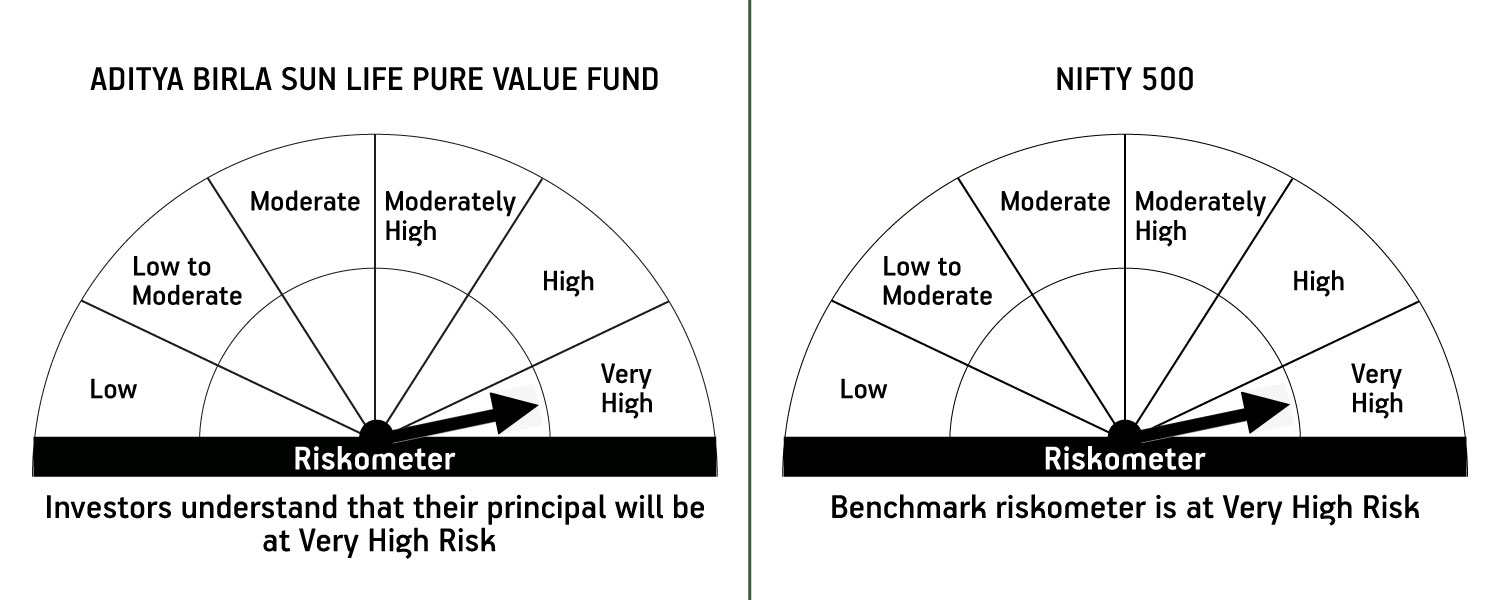 ADITYA BIRLA SUN LIFE PURE VALUE FUND
Moderate
Moderately
High
Low to
Moderate
High
Low
Very
High
Riskometer
Investors understand that their principal will be
at Very High Risk
NIFTY 500
Moderate
Moderately
High
Low to
Moderate
High
Low
Very
High
Riskometer
Benchmark riskometer is at Very High Risk